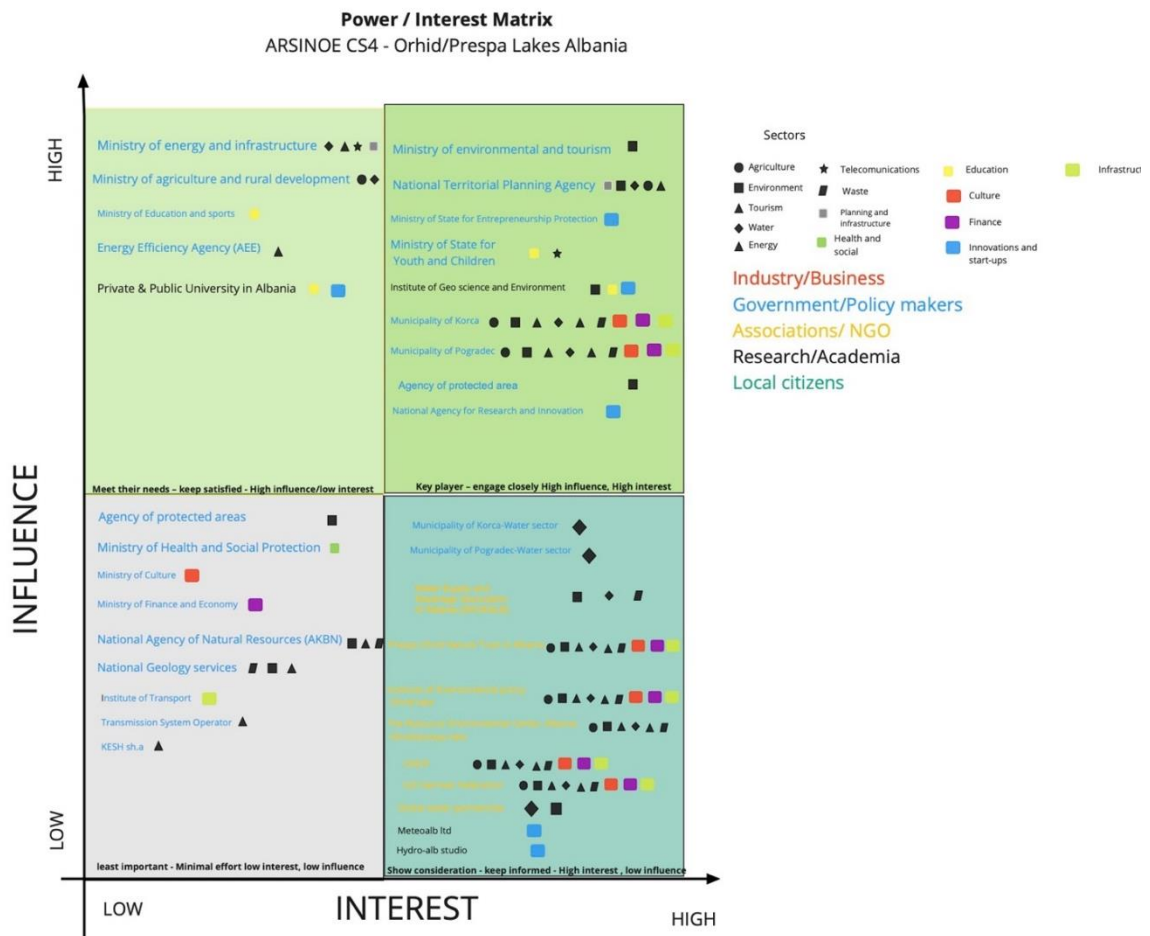 Power / Interest Matrix
ARSINOE CS4 - Orhid/Prespa Lakes Albania
HIGH
INFLUENCE
LOW
Ministry of energy and infrastructure
Ministry of agriculture and rural development
Ministry of Education and sports
Energy Efficiency Agency (AEE)
Private & Public University in Albania
Meet their needs – keep satisfied - High influence/low interest
Ministry of environmental and tourism
National Territorial Planning Agency
Ministry of State for Entrepreneurship Protection
Ministry of State for
Youth and Children
Institute of Geo science and Environment
Municipality of Korca
Municipality of Pogradec
Agency of protected area
National Agency for Research and Innovation
Key player – engage closely High influence, High interest
Agency of protected areas
Ministry of Health and Social Protection
Ministry of Culture
Ministry of Finance and Economy
National Agency of Natural Resources (AKBN)
National Geology services
Institute of Transport
Transmission System Operator
KESH sh.a
least important - Minimal effort low interest, low influence
Municipality of Korca-Water sector
Municipality of Pogradec-Water sector
Meteoalb ltd
Hydro-alb studio
Show consideration - keep informed - High interest , low influence
LOW
INTEREST
HIGH
Sectors
Agriculture
Environment
Tourism
Water
Energy
Telecomunications
Waste
Planning and
infrastructure
Health and
social
Education
Culture
Finance
Innovations and
start-ups
Infrastruct
Industry/Business
Government/Policy makers
Associations/ NGO
Research/Academia
Local citizens